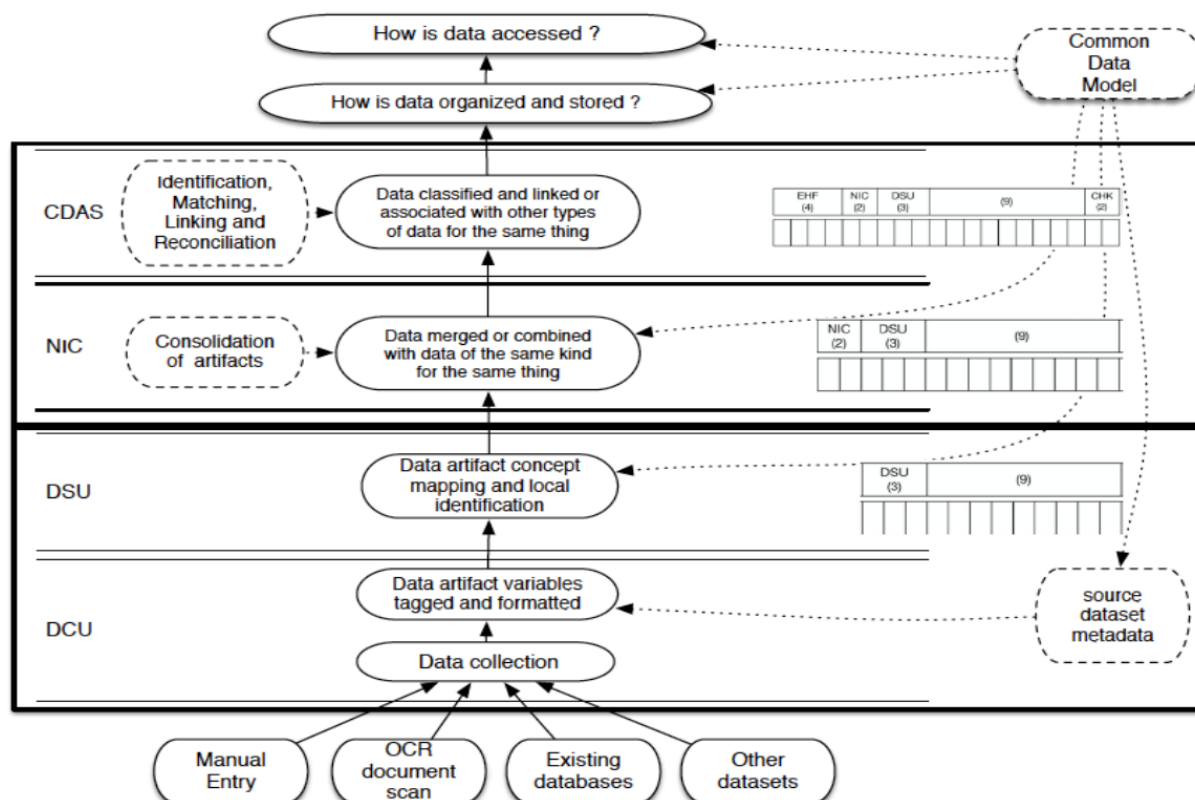 How is data accessed ?
Common
Data
Model
How is data organized and stored ?
CDAS
Identification,
Matching,
Linking and
Reconciliation
Data classified and linked or
associated with other types
of data for the same thing
EHF
(4)
NIC
(2)
DSU
(3)
(9)
CHK
(2)
NIC
Consolidation
of artifacts
Data merged or combined
with data of the same kind
for the same thing
NIC
(2)
DSU
(3)
(9)
DSU
Data artifact concept
mapping and local
identification
DSU
(3)
(9)
DCU
Data artifact variables
tagged and formatted
source
dataset
metadata
Data collection
Manual
Entry
OCR
document
scan
Existing
databases
Other
datasets